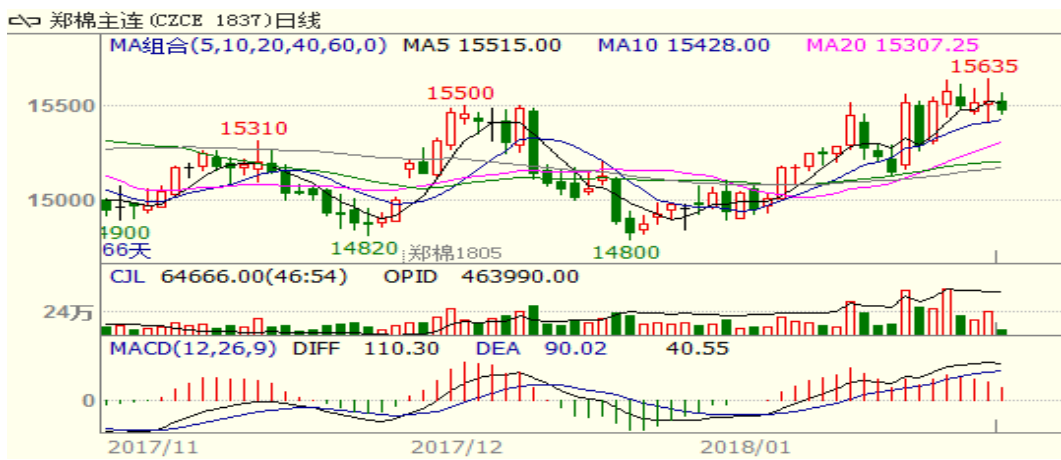 郑棉主连(CZCE 1837)日线
MA组合(5,10,20,40,60,0) MA5 15515.00 MA10 15428.00 MA20 15307.25
15635
15500
15500
15310
15000
4900
66天
14820
郑棉1805
14800
CJL 64666.00(46:54) OPID 463990.00
24万
MACD(12,26,9) DIFF 110.30 DEA 90.02 40.55
0
2017/11 2017/12 2018/01